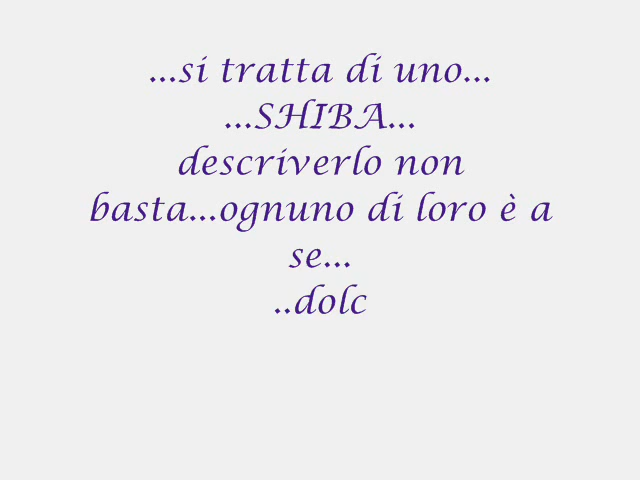 ...si tratta di uno...
...SHIBA...
descriverlo non
basta...ognuno di loro è a
se...
..dolc